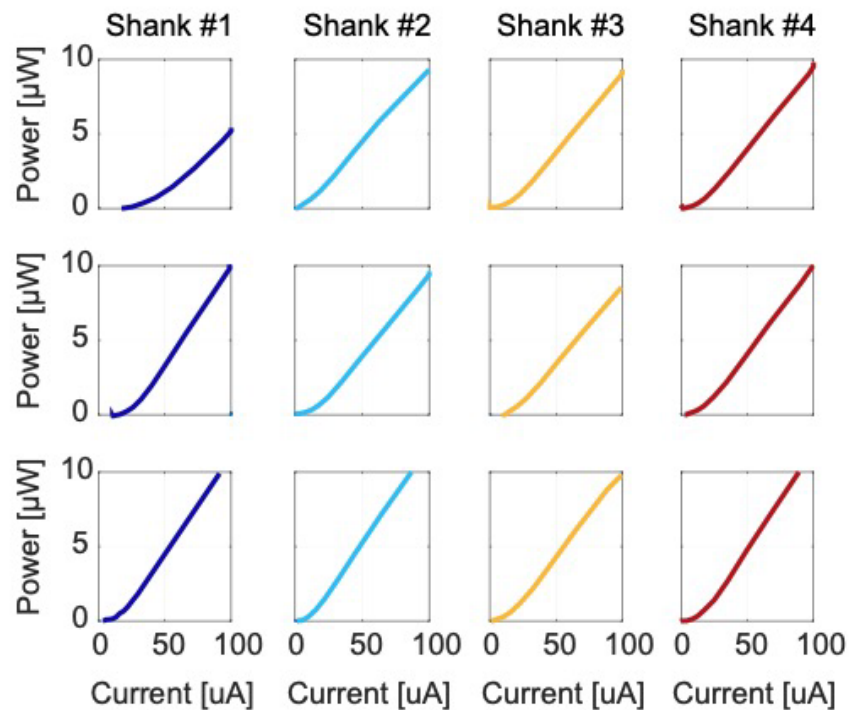 Shank #1 Shank #2 Shank #3 Shank #4
Power [µW] 10 5 0
Power [µW] 10 5 0
Power [µW] 10 5 0
0 50 100 0 50 100 0 50 100 0 50 100
Current [uA] Current [uA] Current [uA] Current [uA]